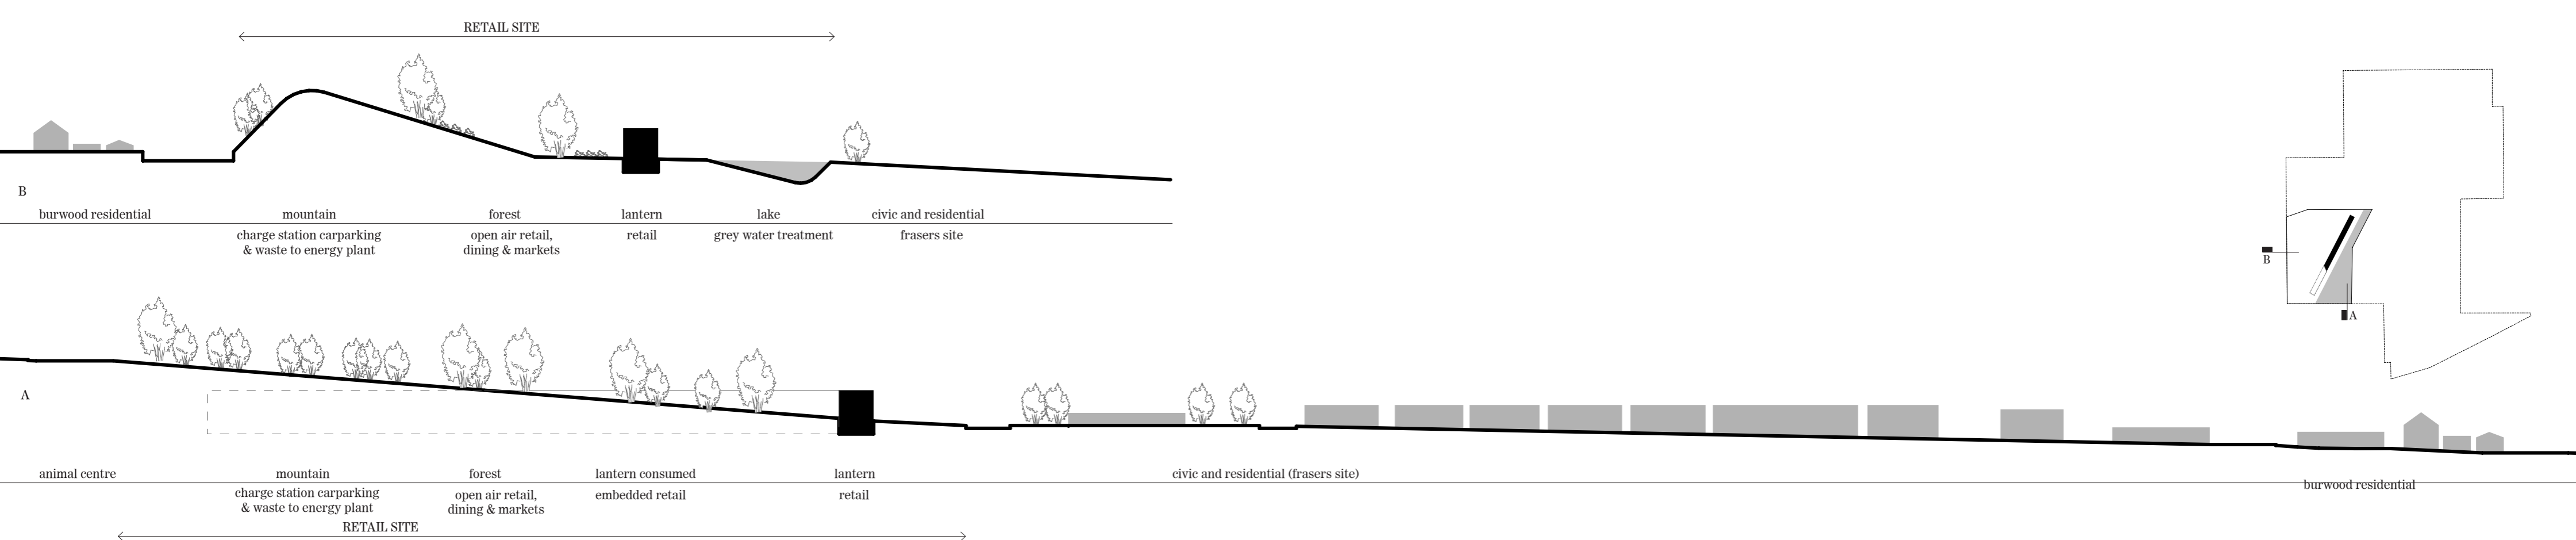 RETAIL SITE
B
burwood residential
mountain
forest
lantern
lake
civic and residential
charge station carparking
& waste to energy plant
open air retail,
dining & markets
retail
grey water treatment
frasers site
B
A
A
animal centre
mountain
forest
lantern consumed
lantern
civic and residential (frasers site)
burwood residential
charge station carparking
& waste to energy plant
open air retail,
dining & markets
embedded retail
retail
RETAIL SITE